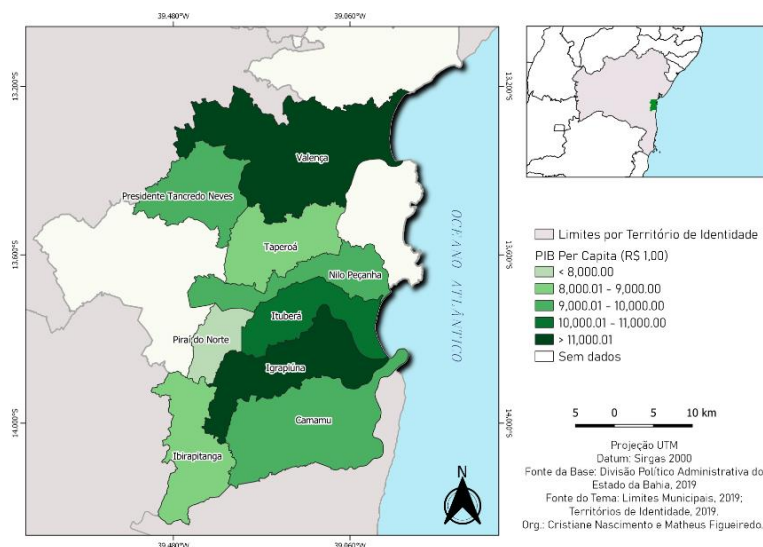 39.480°W 39.060°W
13.200°S 13.200°S
Valença
Presidente Tancredo Neves
Taperoá
OCEANO ATLÂNTICO
13.600°S 13.600°S
Nilo Peçanha
Ituberá
Piraí do Norte
Igrapiúna
14.000°S 14.000°S
Camamu
Ibirapitanga
N
39.480°W 39.060°W
Limites por Território de Identidade
PIB Per Capita (R$ 1,00)
< 8,000.00
8,000.01 - 9,000.00
9,000.01 - 10,000.00
10,000.01 - 11,000.00
> 11,000.01
Sem dados
5 0 5 10 km
Projeção UTM
Datum: Sirgas 2000
Fonte da Base: Divisão Político Administrativa do
Estado da Bahia, 2019
Fonte do Tema: Limites Municipais, 2019;
Territórios de Identidade, 2019.
Org.: Cristiane Nascimento e Matheus Figueiredo.